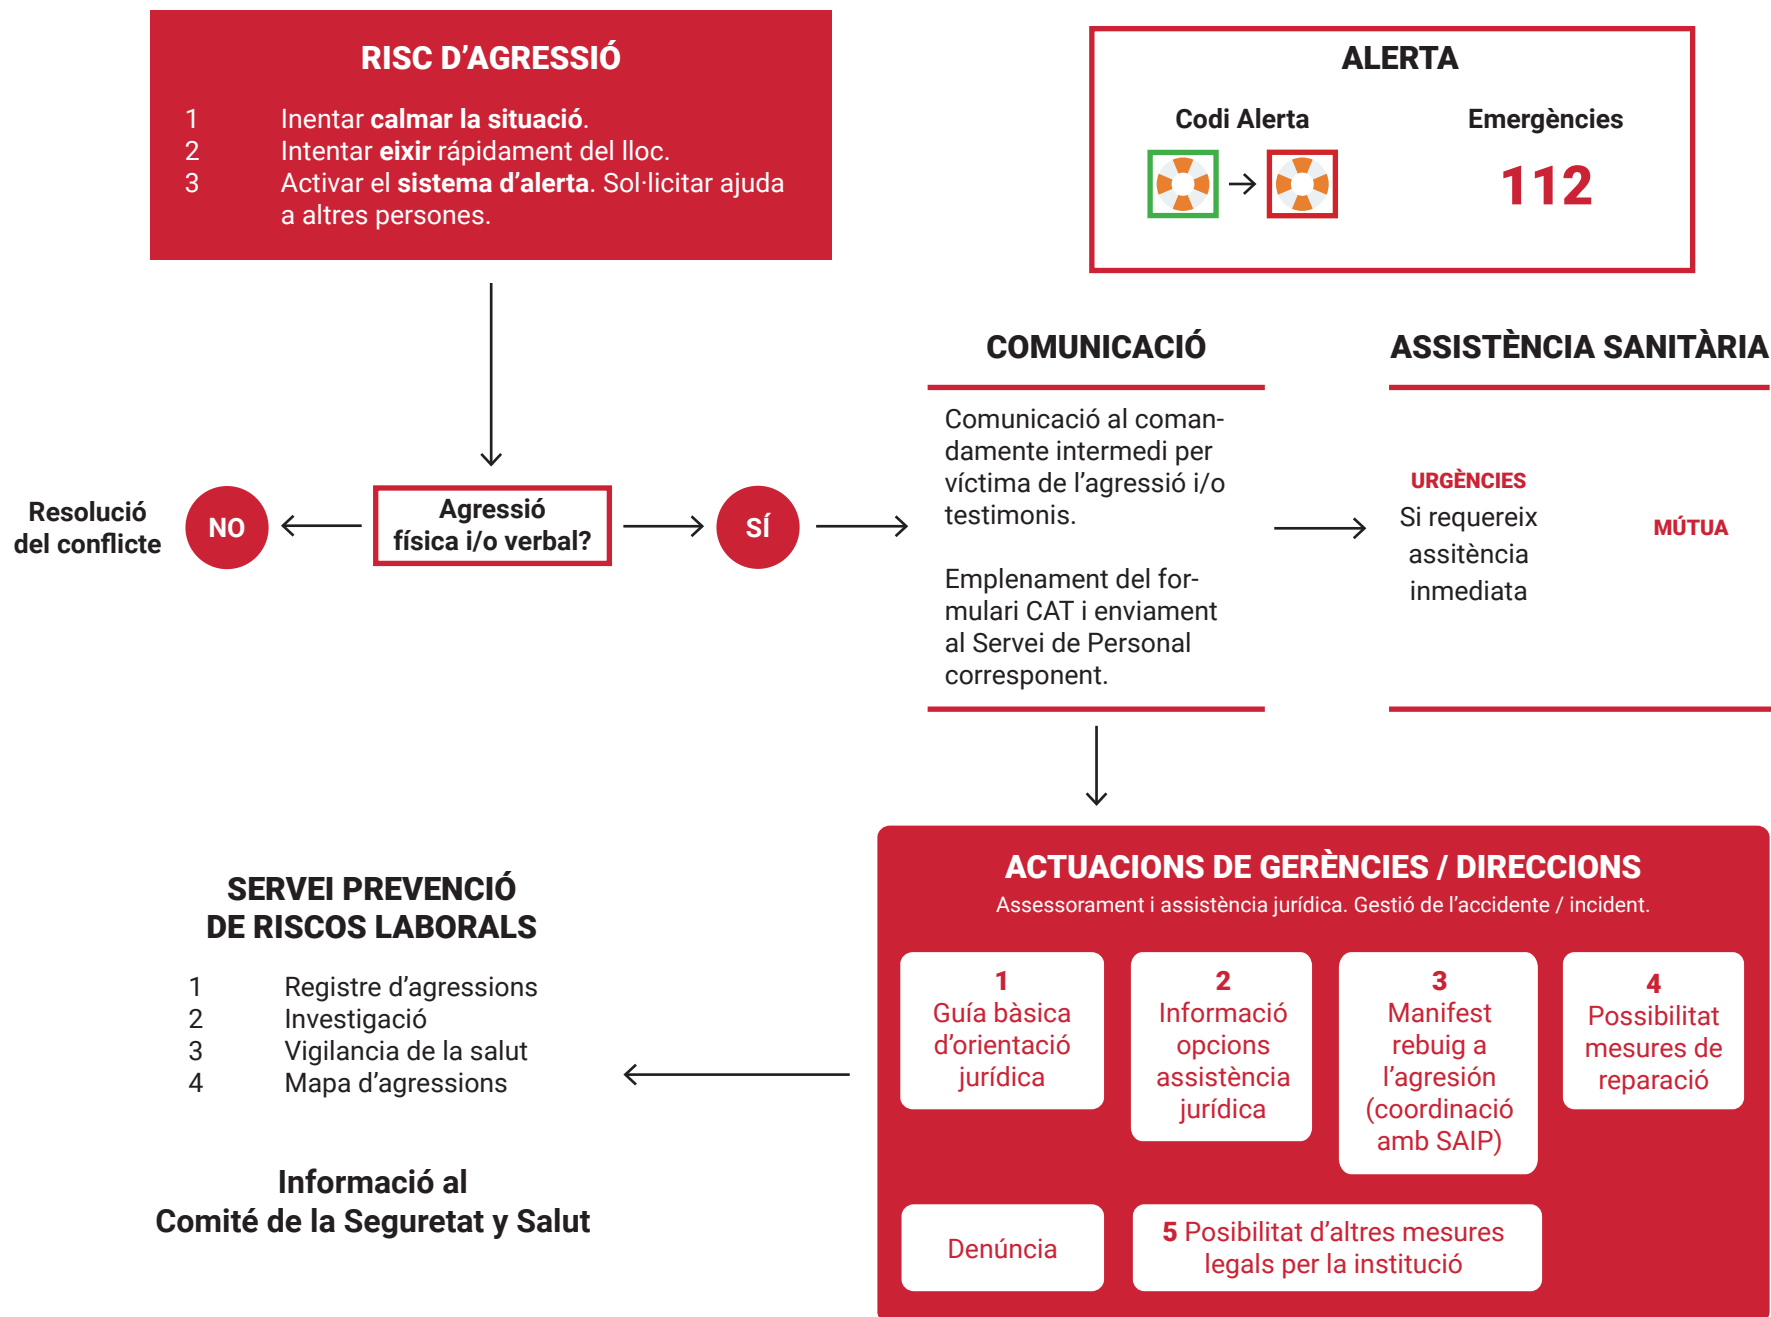 RISC D’AGRESSIÓ
1 Inentar calmar la situació.
2 Intentar eixir rápidament del lloc.
3 Activar el sistema d’alerta. Sol·licitar ajuda
a altres persones.
ALERTA
Codi Alerta
Emergències
112
Resolució
del conflicte
NO
Agressió
física i/o verbal?
SÍ
COMUNICACIÓ
Comunicació al coman-
damente intermedi per
víctima de l’agressió i/o
testimonis.
Emplenament del for-
mulari CAT i enviament
al Servei de Personal
corresponent.
ASSISTÈNCIA SANITÀRIA
URGÈNCIES
Si requereix
assitència
inmediata
MÚTUA
ACTUACIONS DE GERÈNCIES / DIRECCIONS
Assessorament i assistència jurídica. Gestió de l’accidente / incident.
1
Guía bàsica
d’orientació
jurídica
2
Informació
opcions
assistència
jurídica
3
Manifest
rebuig a
l’agresión
(coordinació
amb SAIP)
4
Possibilitat
mesures de
reparació
Denúncia
5 Posibilitat d’altres mesures
legals per la institució
SERVEI PREVENCIÓ
DE RISCOS LABORALS
1 Registre d’agressions
2 Investigació
3 Vigilancia de la salut
4 Mapa d’agressions
Informació al
Comité de la Seguretat y Salut